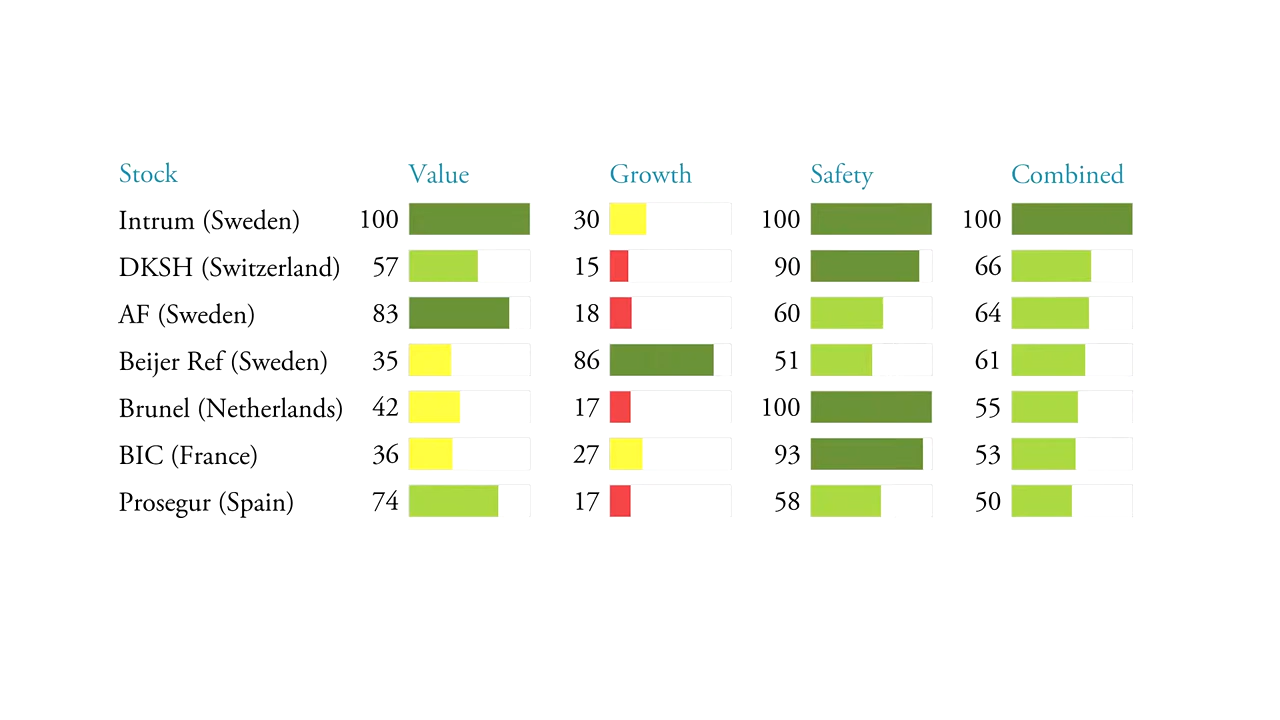 Stock Value Growth Safety Combined
Intrum (Sweden) 100 30 100 100
DKSH (Switzerland) 57 15 90 66
AF (Sweden) 83 18 60 64
Beijer Ref (Sweden) 35 86 51 61
Brunel (Netherlands) 42 17 100 55
BIC (France) 36 27 93 53
Prosegur (Spain) 74 17 58 50